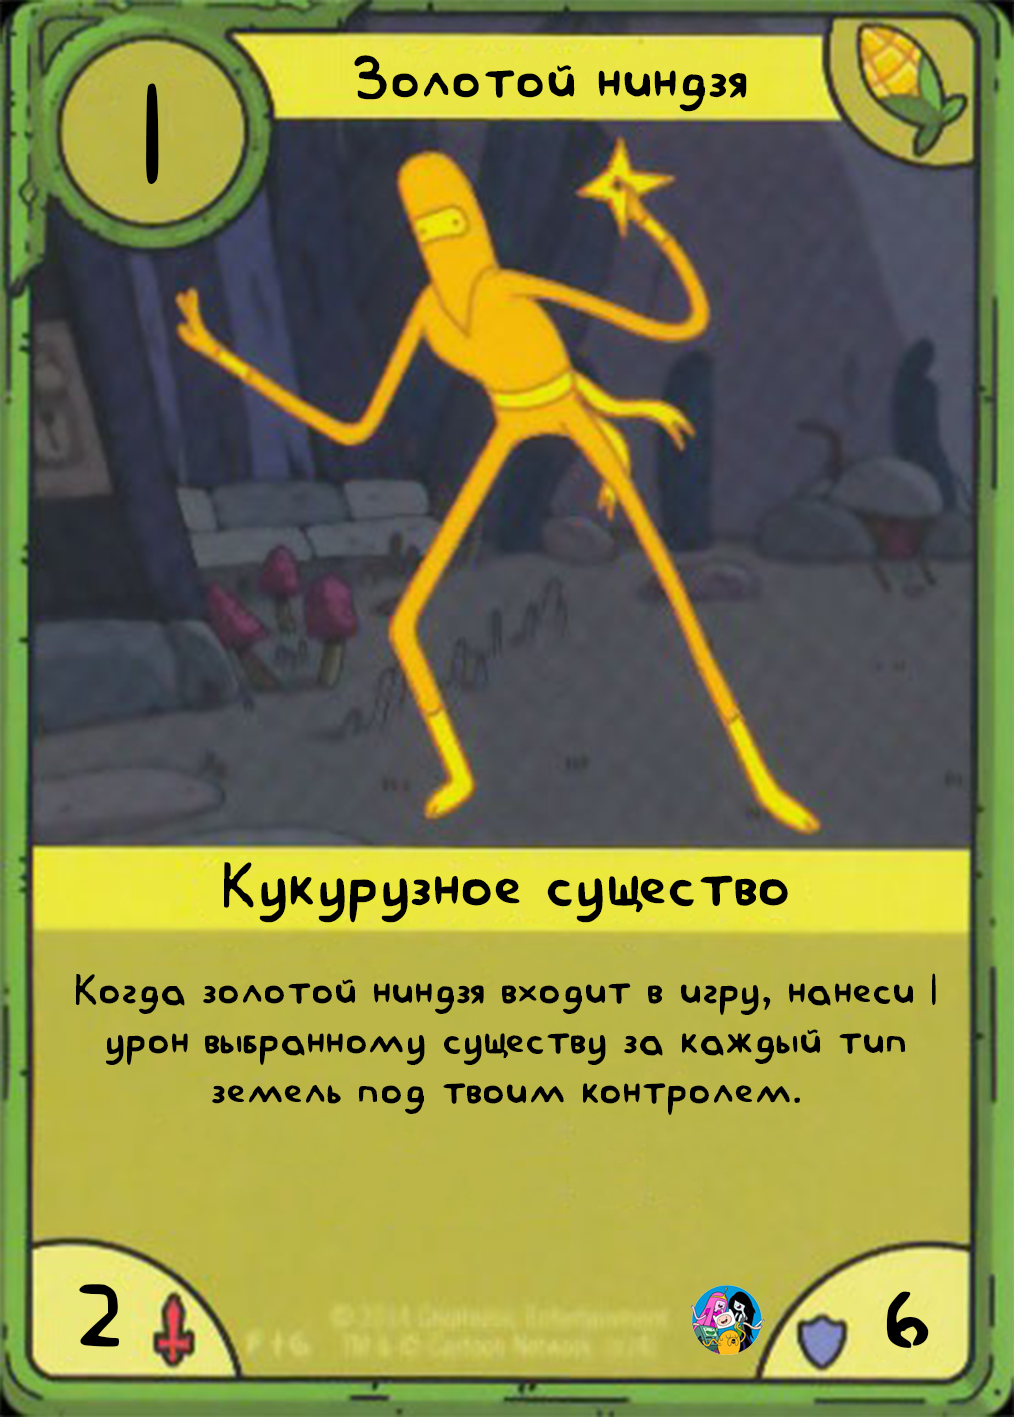 1
Золотой ниндзя
Кукурузное существо
Когда золотой ниндзя входит в игру, нанеси 1
урон выбранному существу за каждый тип
земель под твоим контролем.
2
6